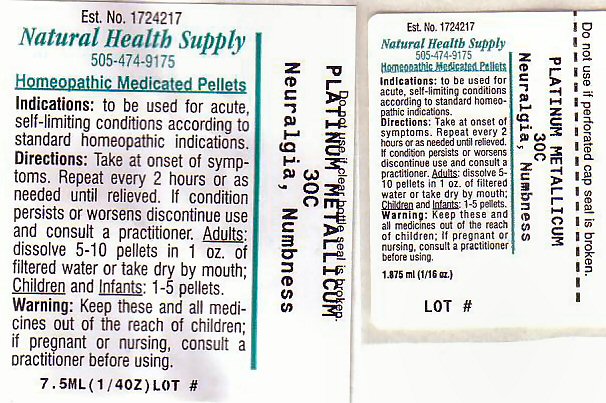 Est. No. 1724217
Natural Health Supply
505-474-9175
Homeopathic Medicated Pellets
Indications: to be used for acute,
self-limiting conditions according to
standard homeopathic indications.
Directions: Take at onset of symp-
toms. Repeat every 2 hours or as
needed until relieved. If condition
persists or worsens discontinue use
and consult a practitioner. Adults:
dissolve 5-10 pellets in 1 oz. of
filtered water or take dry by mouth;
Children and Infants: 1-5 pellets.
Warning: Keep these and all medi-
cines out of the reach of children;
if pregnant or nursing, consult a
practitioner before using.
7.5ML(1/4OZ)LOT #
Do not use if clear bottle seal is broken.
PLATINUM METALLICUM
30C
Neuralgia, Numbness
Est. No. 1724217
Natural Health Supply
505-474-9175
Homeopathic Medicated Pellets
Indications: to be used for
acute, self-limiting conditions
according to standard homeo-
pathic indications.
Directions: Take at onset of
symptoms. Repeat every 2
hours or as needed until relieved.
If condition persists or worsens
discontinue use and consult a
practitioner. Adults: dissolve 5-
10 pellets in 1 oz. of filtered
water or take dry by mouth;
Children and Infants: 1-5 pellets.
Warning: Keep these and
all medicines out of the reach
of children; if pregnant or
nursing, consult a practitioner
before using.
1.875 ml (1/16 oz.)
LOT #
PLATINUM METALLICUM
30C
Neuralgia, Numbness
Do not use if perforated cap seal is broken.